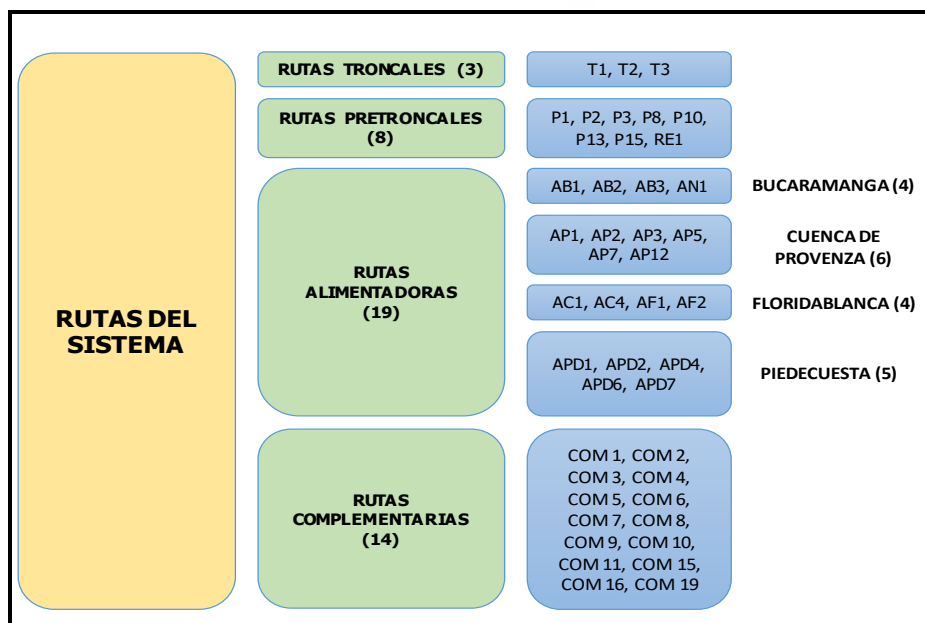 RUTAS DEL
SISTEMA
RUTAS TRONCALES (3)
T1, T2, T3
RUTAS PRETRONCALES
(8)
P1, P2, P3, P8, P10,
P13, P15, RE1
RUTAS
ALIMENTADORAS
(19)
AB1, AB2, AB3, AN1
BUCARAMANGA (4)
AP1, AP2, AP3, AP5,
AP7, AP12
CUENCA DE
PROVENZA (6)
AC1, AC4, AF1, AF2
FLORIDABLANCA (4)
APD1, APD2, APD4,
APD6, APD7
PIEDECUESTA (5)
RUTAS
COMPLEMENTARIAS
(14)
COM 1, COM 2,
COM 3, COM 4,
COM 5, COM 6,
COM 7, COM 8,
COM 9, COM 10,
COM 11, COM 15,
COM 16, COM 19